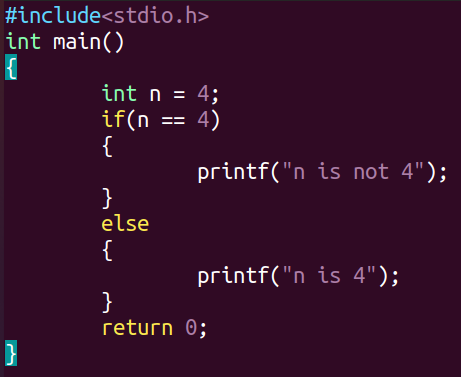 #include<stdio.h>
int main()
{
        int n = 4;
        if(n == 4)
        {
                printf("n is not 4");
        }
        else
        {
                printf("n is 4");
        }
        return 0;
}